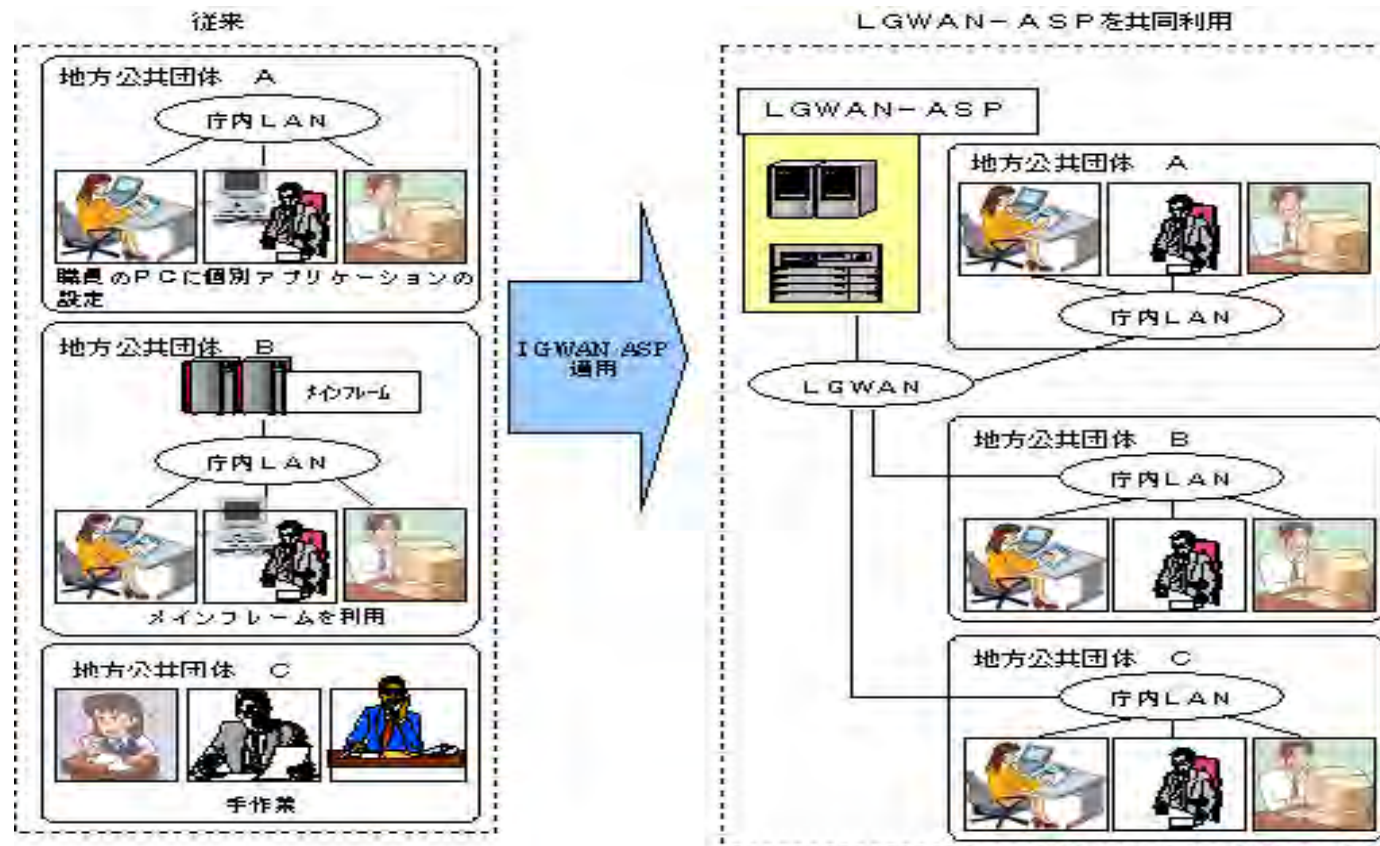 従来
地方公共団体 A
庁内LAN
職員のPCに個別アプリケーションの
設定
地方公共団体 B
メインフレーム
庁内LAN
メインフレームを利用
地方公共団体 C
手作業
LGWAN ASP
適用
LGWAN-ASPを共同利用
LGWAN-ASP
地方公共団体 A
庁内LAN
LGWAN
地方公共団体 B
庁内LAN
地方公共団体 C
庁内LAN